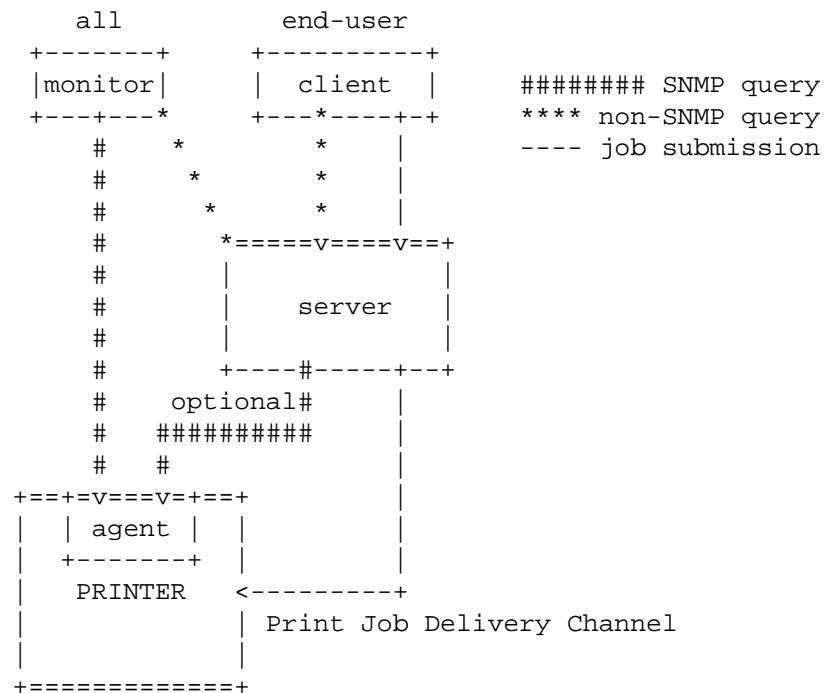 all end-user
+-------+ +----------+
|monitor| | client | ######## SNMP query
+---+---* +---*----+-+ **** non-SNMP query
# * * | ---- job submission
# * * |
# * * |
# *=====v====v==+
# | |
# | server |
# | |
# +----#-----+--+
# optional# |
# ########## |
# # |
+==+=v===v=+==+ |
| | agent | | |
| +-------+ | |
| PRINTER <---------+
| | Print Job Delivery Channel
| |
+=============+